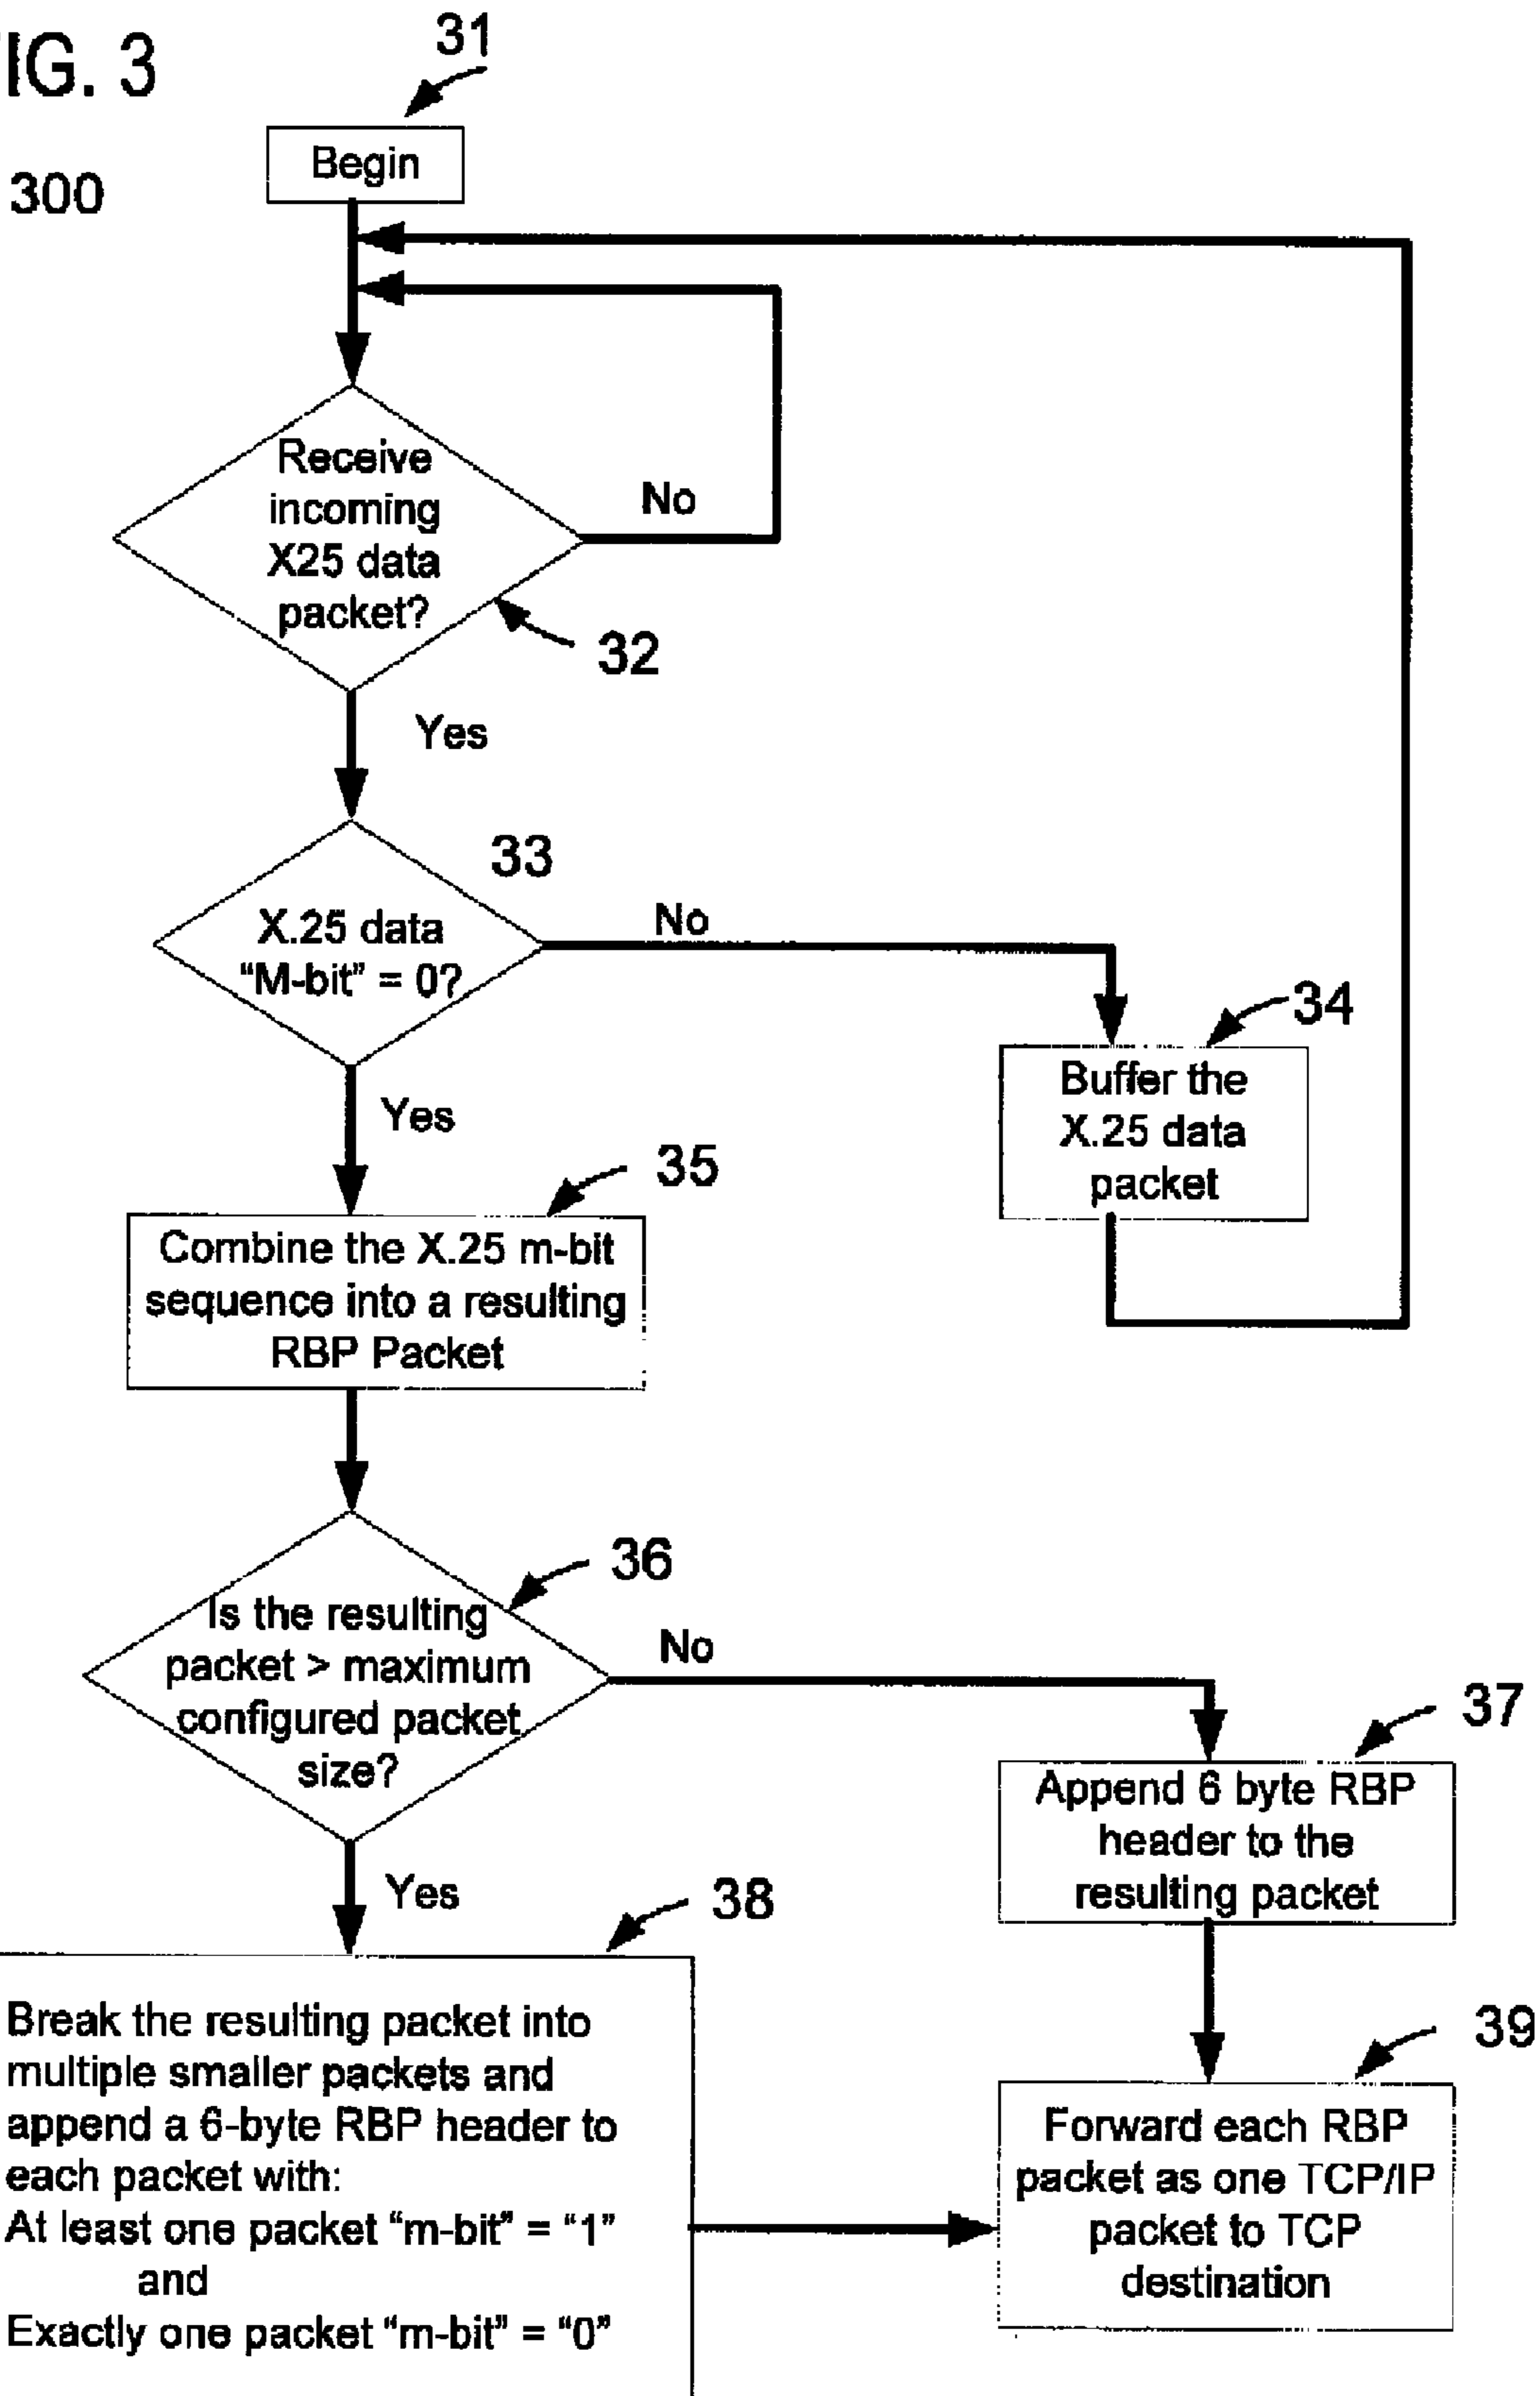 IG. 3
31
300
Begin
Receive
incoming
X25 data
packet?
No
32
Yes
33
X.25 data
“M-bit” = 0?
No
34
Buffer the
X.25 data
packet
Yes
35
Combine the X.25 m-bit
sequence into a resulting
RBP Packet
36
Is the resulting
packet > maximum
configured packet
size?
No
37
Append 6 byte RBP
header to the
resulting packet
Yes
38
Break the resulting packet into
multiple smaller packets and
append a 6-byte RBP header to
each packet with:
At least one packet “m-bit” = “1”
and
Exactly one packet “m-bit” = “0”
39
Forward each RBP
packet as one TCP/IP
packet to TCP
destination